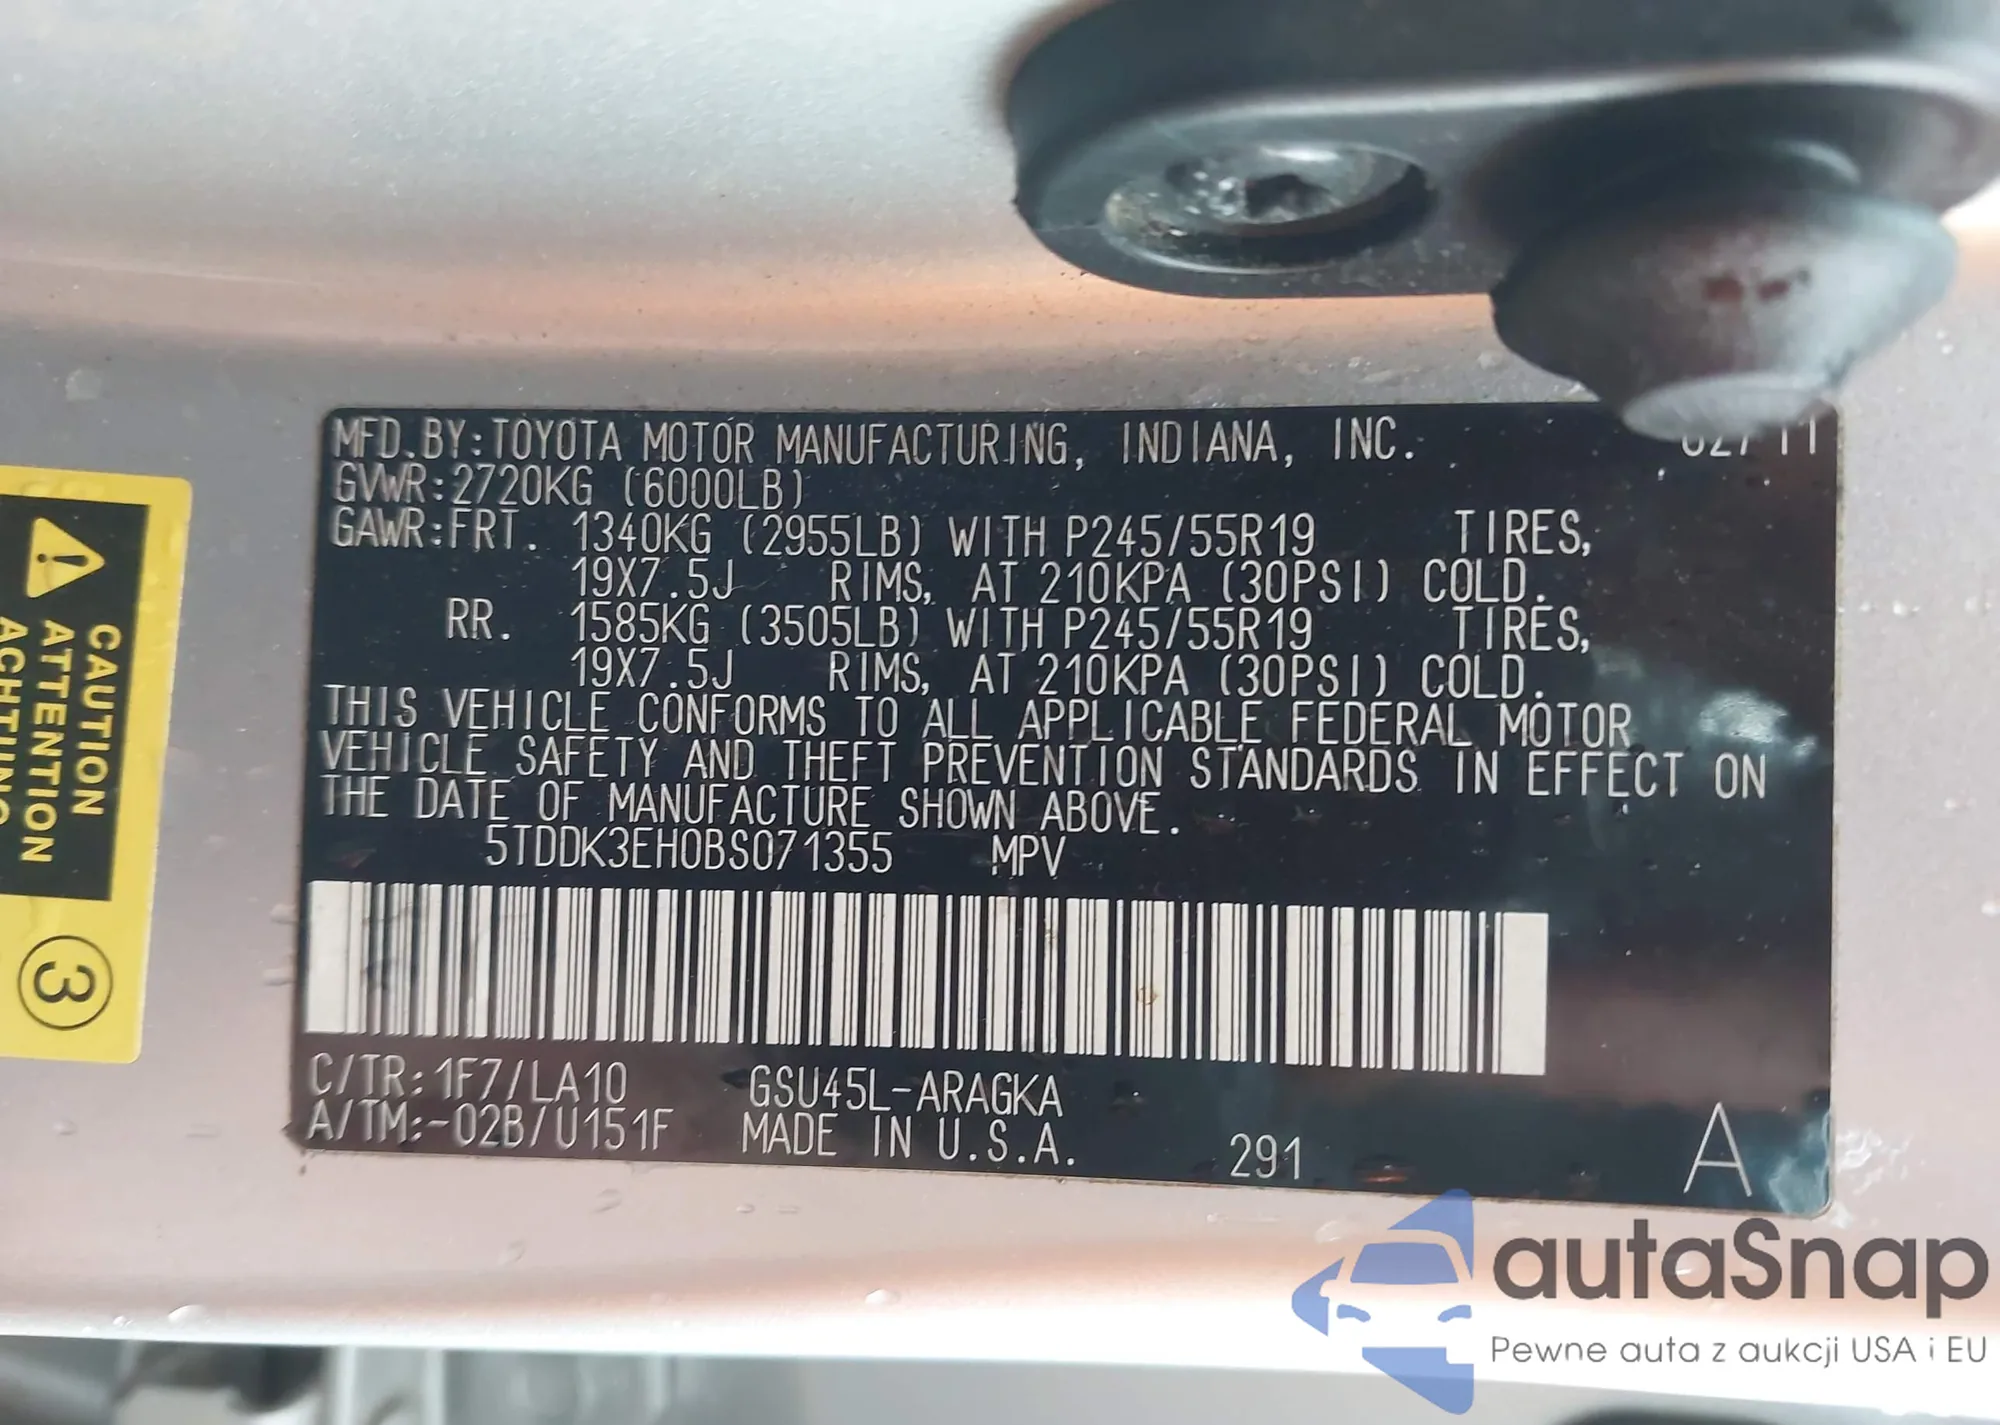 MFD.BY:TOYOTA MOTOR MANUFACTURING, INDIANA, INC. 02/11
GVWR:2720KG (6000LB)
GAWR:FRT. 1340KG (2955LB) WITH P245/55R19 TIRES,
19X7.5J RIMS, AT 210KPA (30PSI) COLD.
RR. 1585KG (3505LB) WITH P245/55R19 TIRES,
19X7.5J RIMS, AT 210KPA (30PSI) COLD.
THIS VEHICLE CONFORMS TO ALL APPLICABLE FEDERAL MOTOR
VEHICLE SAFETY AND THEFT PREVENTION STANDARDS IN EFFECT ON
THE DATE OF MANUFACTURE SHOWN ABOVE.
5TDDK3EH0BS071355 MPV
C/TR:1F7/LA10 GSU45L-ARAGKA
A/TM:-02B/U151F MADE IN U.S.A. 291 A
CAUTION
ATTENTION
ACHTUNG
3
autaSnap
Pewne auta z aukcji USA i EU